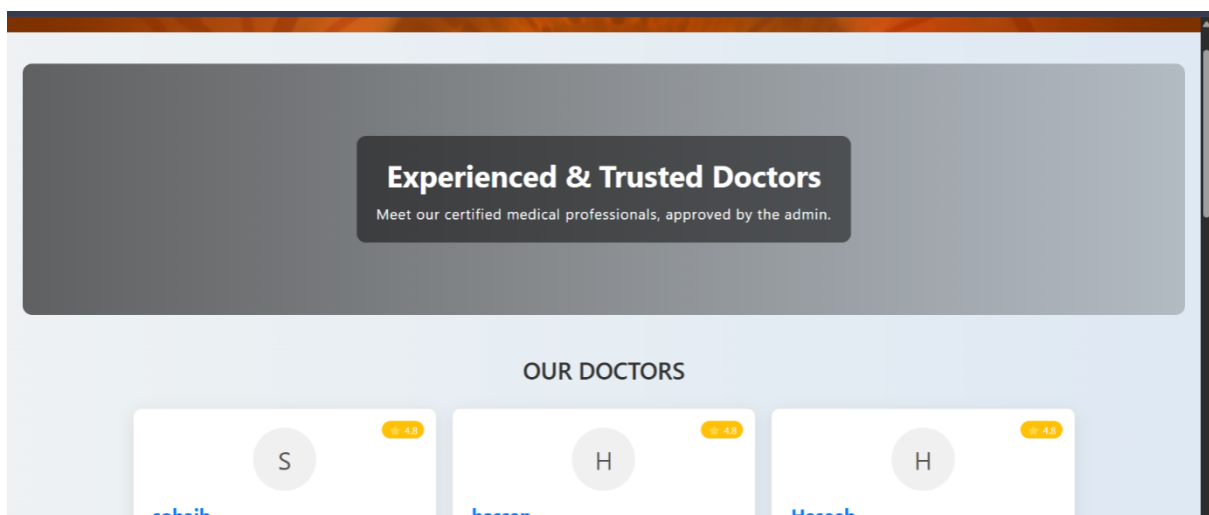 Experienced & Trusted Doctors
Meet our certified medical professionals, approved by the admin.
OUR DOCTORS
4.8
4.8
4.8
S
H
H